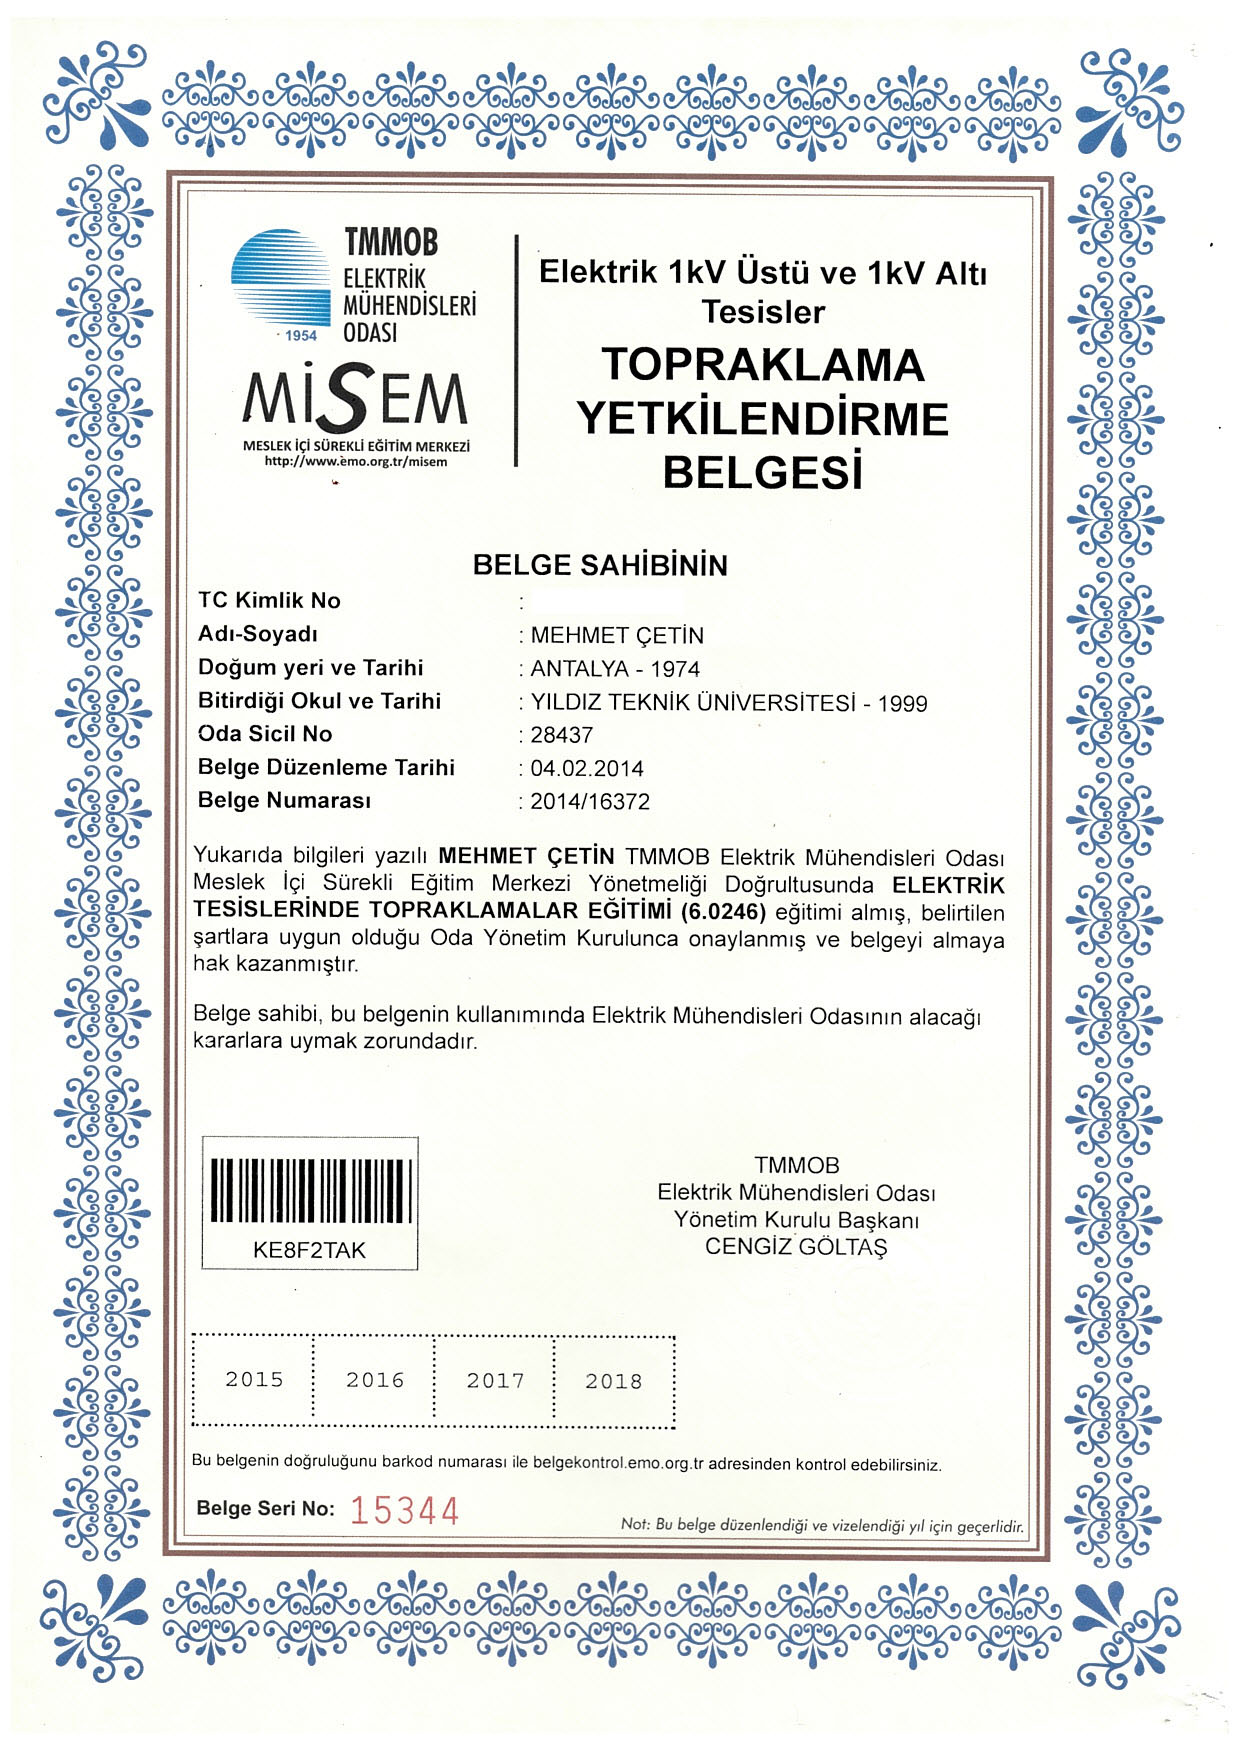 TMMOB
ELEKTRİK
MÜHENDİSLERİ
ODASI
1954
MİSEM
MESLEK İÇİ SÜREKLİ EĞİTİM MERKEZİ
http://www.emo.org.tr/misem
Elektrik 1kV Üstü ve 1kV Altı
Tesisler
TOPRAKLAMA
YETKİLENDİRME
BELGESİ
BELGE SAHİBİNİN
TC Kimlik No :
Adı-Soyadı : MEHMET ÇETİN
Doğum yeri ve Tarihi : ANTALYA - 1974
Bitirdiği Okul ve Tarihi : YILDIZ TEKNİK ÜNİVERSİTESİ - 1999
Oda Sicil No : 28437
Belge Düzenleme Tarihi : 04.02.2014
Belge Numarası : 2014/16372
Yukarıda bilgileri yazılı MEHMET ÇETİN TMMOB Elektrik Mühendisleri Odası
Meslek İçi Sürekli Eğitim Merkezi Yönetmeliği Doğrultusunda ELEKTRİK
TESİSLERİNDE TOPRAKLAMALAR EĞİTİMİ (6.0246) eğitimi almış, belirtilen
şartlara uygun olduğu Oda Yönetim Kurulunca onaylanmış ve belgeyi almaya
hak kazanmıştır.
Belge sahibi, bu belgenin kullanımında Elektrik Mühendisleri Odasının alacağı
kararlara uymak zorundadır.
KE8F2TAK
TMMOB
Elektrik Mühendisleri Odası
Yönetim Kurulu Başkanı
CENGİZ GÖLTAŞ
2015 2016 2017 2018
Bu belgenin doğruluğunu barkod numarası ile belgekontrol.emo.org.tr adresinden kontrol edebilirsiniz.
Belge Seri No: 15344
Not: Bu belge düzenlendiği ve vizelendiği yıl için geçerlidir.